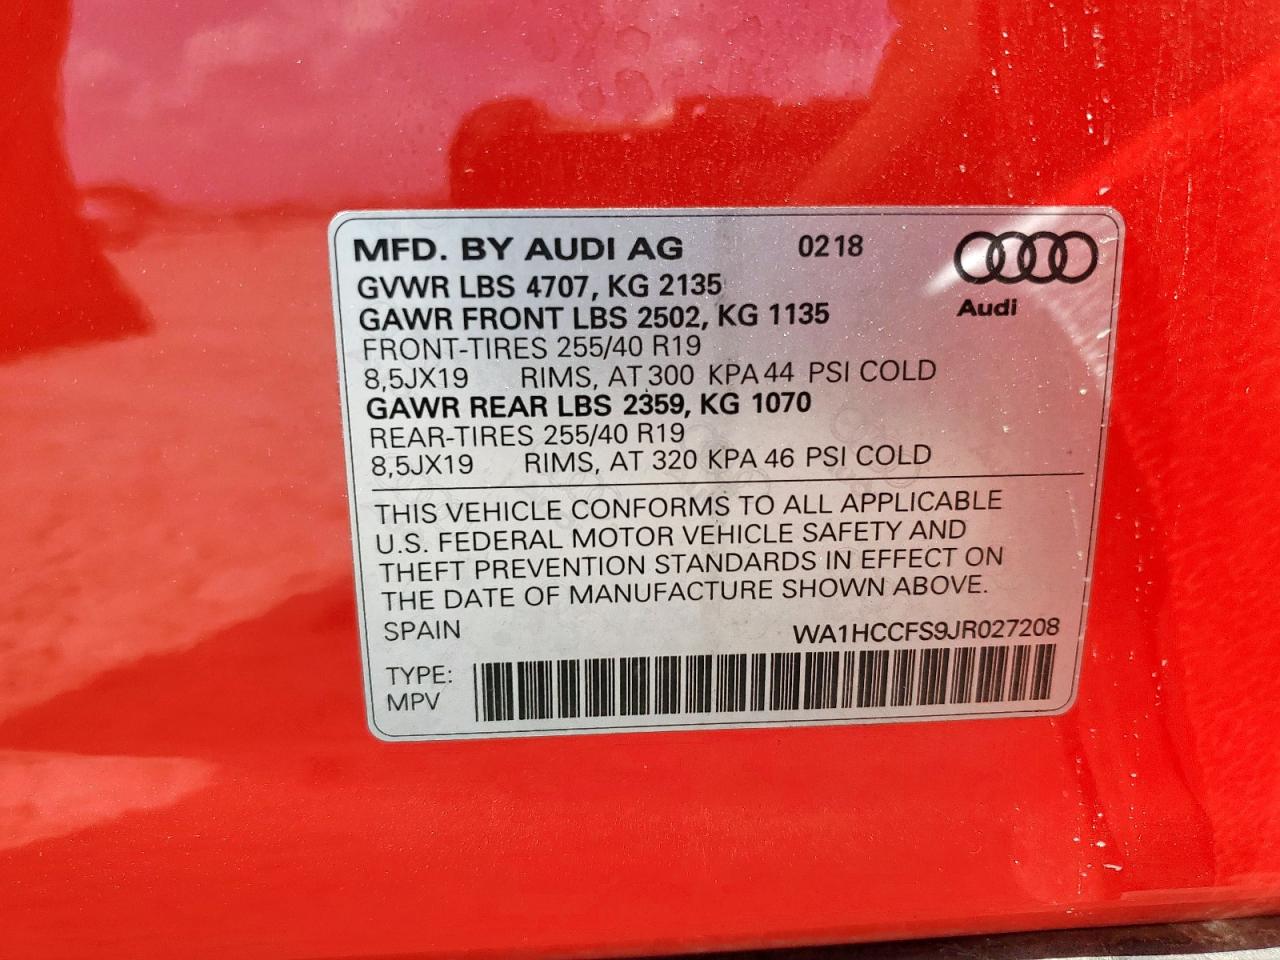 MFD. BY AUDI AG 0218
GVWR LBS 4707, KG 2135
Audi
GAWR FRONT LBS 2502, KG 1135
FRONT-TIRES 255/40 R19
8,5JX19 RIMS, AT 300 KPA 44 PSI COLD
GAWR REAR LBS 2359, KG 1070
REAR-TIRES 255/40 R19
8,5JX19 RIMS, AT 320 KPA 46 PSI COLD
THIS VEHICLE CONFORMS TO ALL APPLICABLE
U.S. FEDERAL MOTOR VEHICLE SAFETY AND
THEFT PREVENTION STANDARDS IN EFFECT ON
THE DATE OF MANUFACTURE SHOWN ABOVE.
SPAIN WA1HCCFS9JR027208
TYPE:
MPV